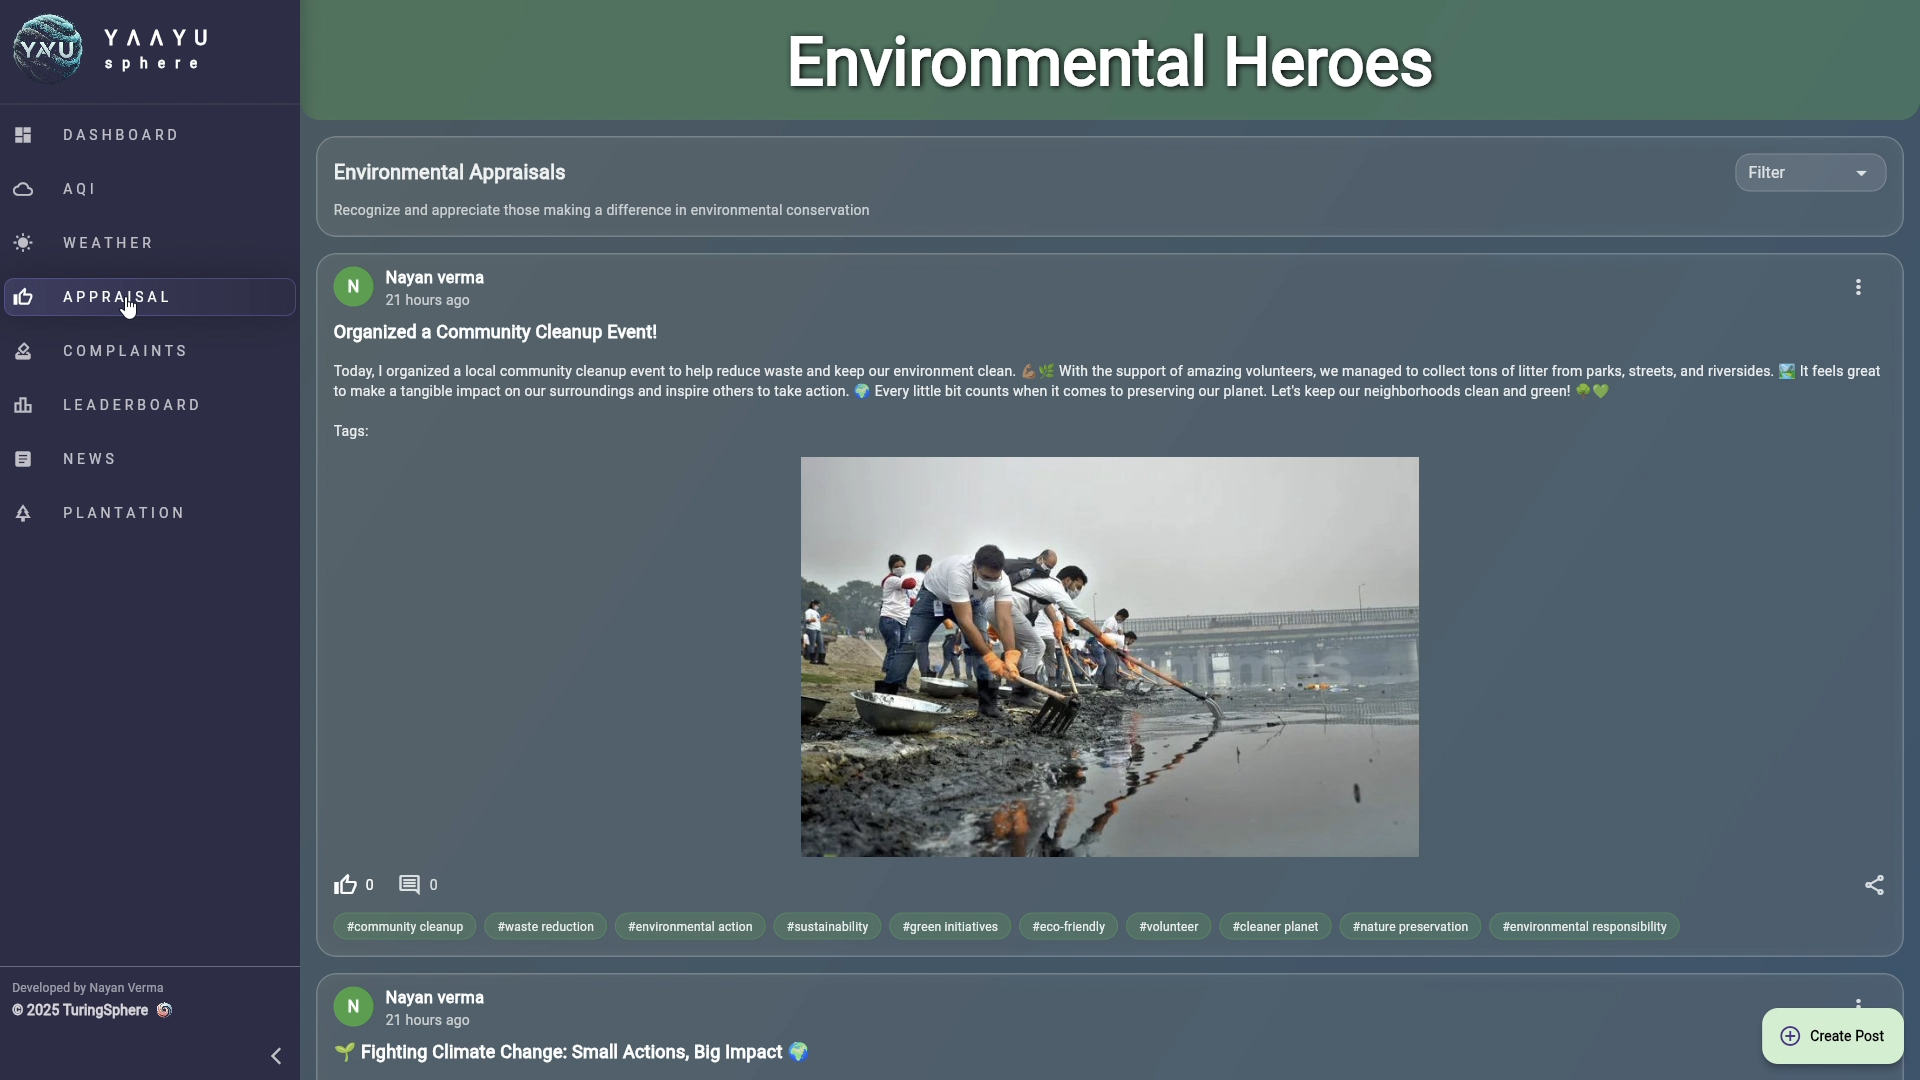 YAYU
YAAYU
sphere
DASHBOARD
AQI
WEATHER
APPRAISAL
COMPLAINTS
LEADERBOARD
NEWS
PLANTATION
Developed by Nayan Verma
© 2025 TuringSphere
Environmental Heroes
Environmental Appraisals
Filter
Recognize and appreciate those making a difference in environmental conservation
N
Nayan verma
21 hours ago
Organized a Community Cleanup Event!
Today, I organized a local community cleanup event to help reduce waste and keep our environment clean. 💪🏾🌿 With the support of amazing volunteers, we managed to collect tons of litter from parks, streets, and riversides. 🏞️ It feels great
to make a tangible impact on our surroundings and inspire others to take action. 🌍 Every little bit counts when it comes to preserving our planet. Let's keep our neighborhoods clean and green! 🌳💚
Tags:
0
0
#community cleanup
#waste reduction
#environmental action
#sustainability
#green initiatives
#eco-friendly
#volunteer
#cleaner planet
#nature preservation
#environmental responsibility
N
Nayan verma
21 hours ago
🌱 Fighting Climate Change: Small Actions, Big Impact 🌍
Create Post